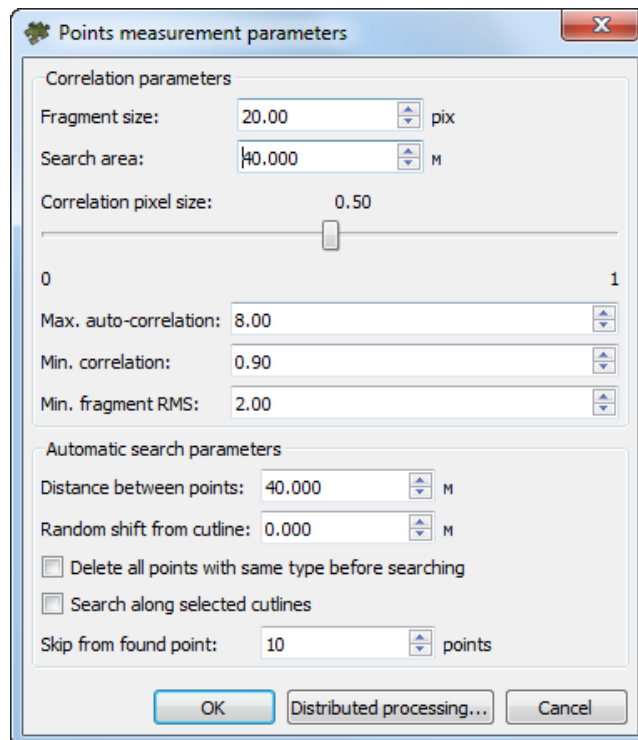 Points measurement parameters
Correlation parameters
Fragment size: 20.00 pix
Search area: 40.000 м
Correlation pixel size: 0.50
0 1
Max. auto-correlation: 8.00
Min. correlation: 0.90
Min. fragment RMS: 2.00
Automatic search parameters
Distance between points: 40.000 м
Random shift from cutline: 0.000 м
Delete all points with same type before searching
Search along selected cutlines
Skip from found point: 10 points
OK Distributed processing... Cancel